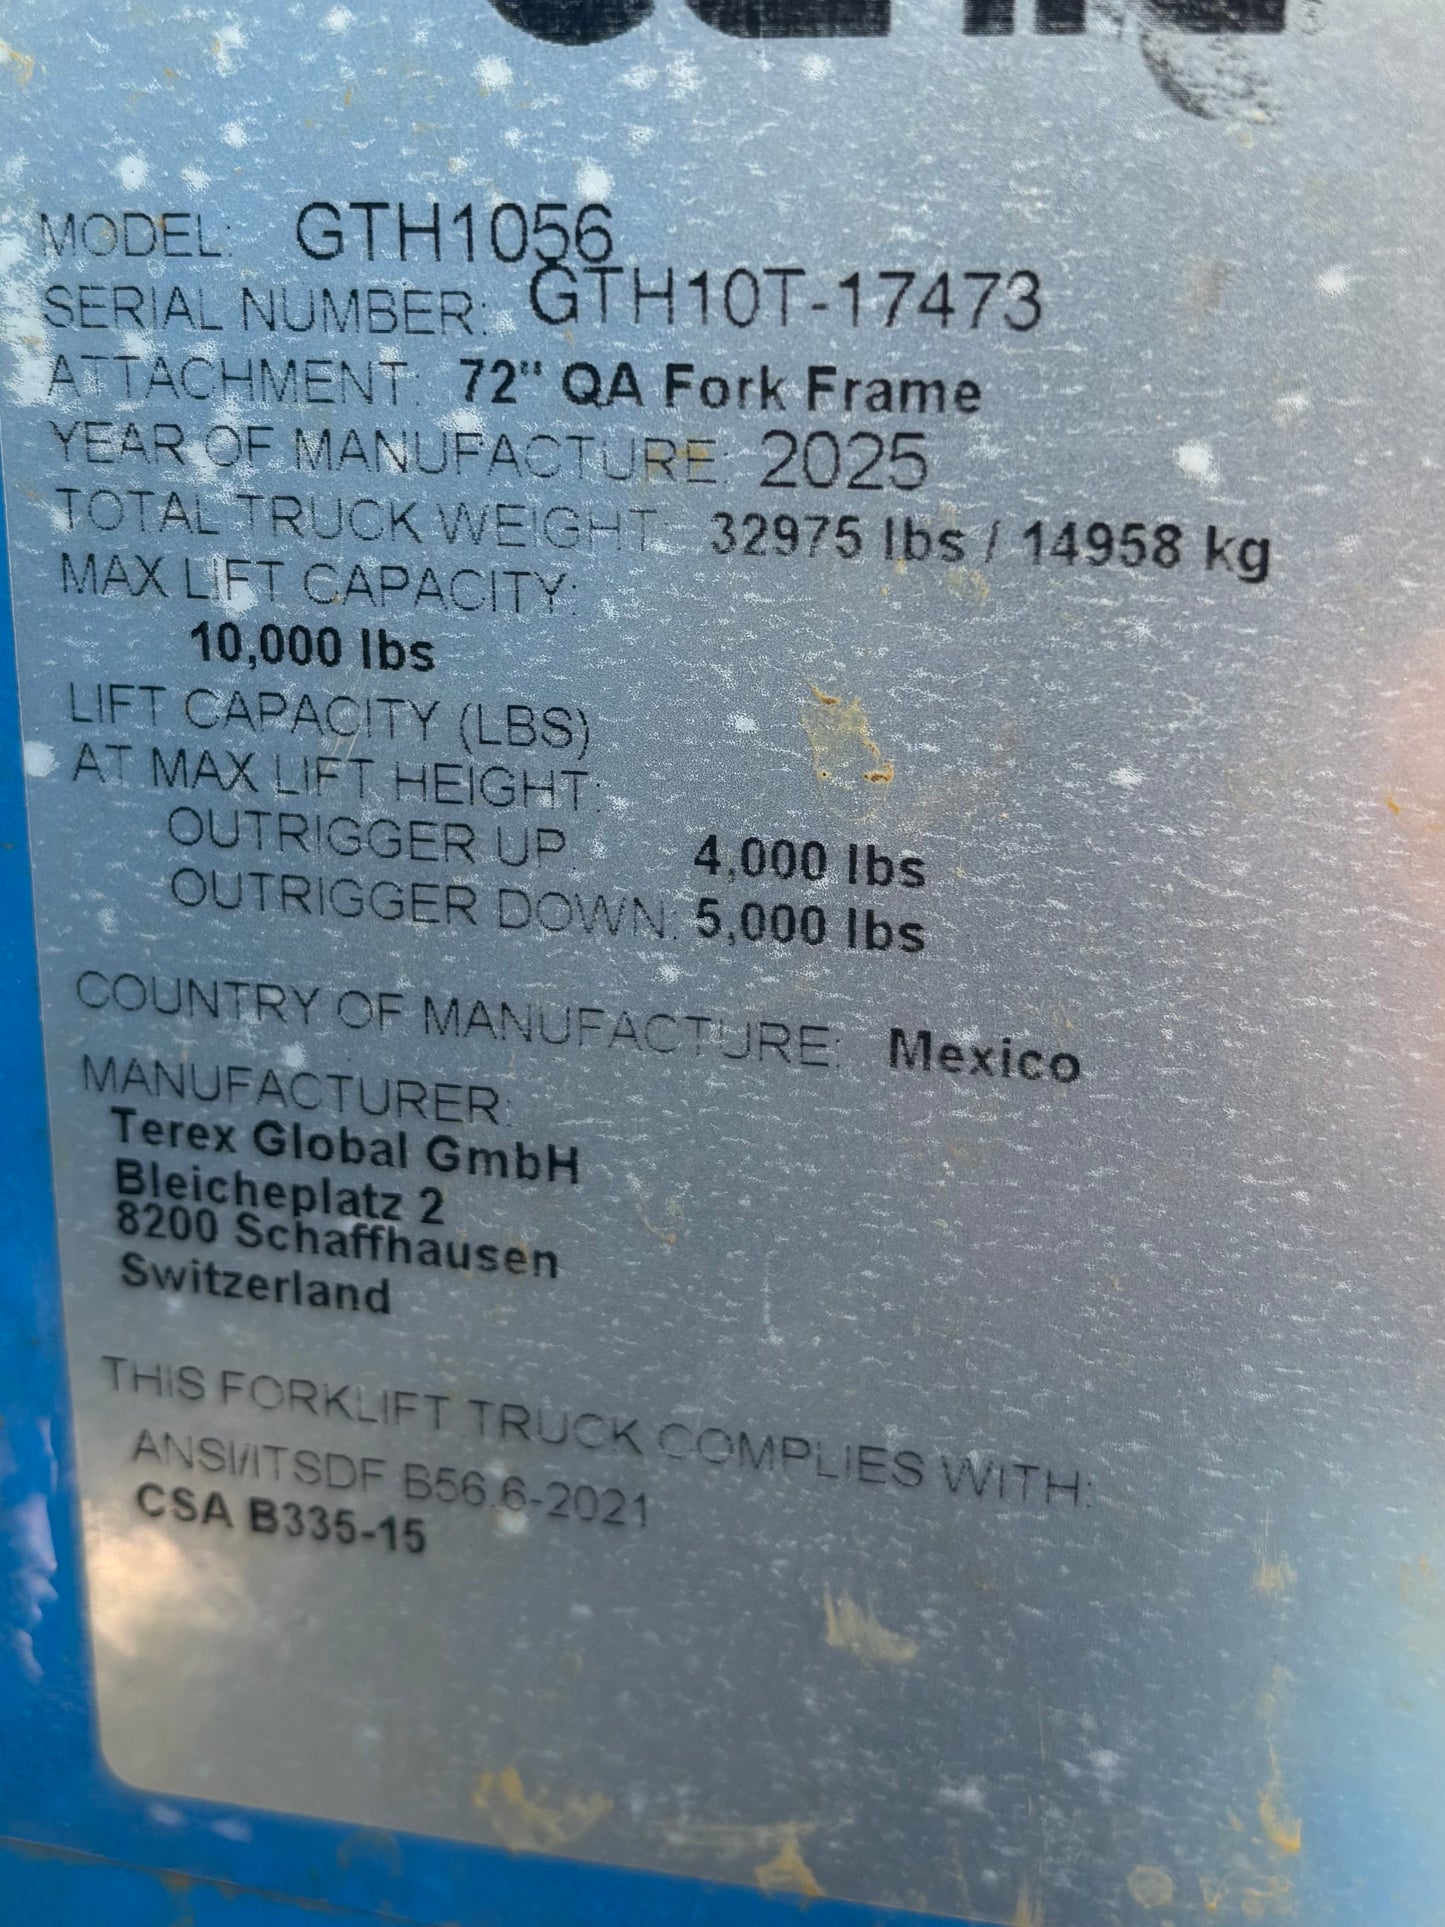 MODEL: GTH1056
SERIAL NUMBER: GTH10T-17473
ATTACHMENT: 72" QA Fork Frame
YEAR OF MANUFACTURE: 2025
TOTAL TRUCK WEIGHT: 32975 lbs / 14958 kg
MAX LIFT CAPACITY:
10,000 lbs
LIFT CAPACITY (LBS)
AT MAX LIFT HEIGHT:
OUTRIGGER UP: 4,000 lbs
OUTRIGGER DOWN: 5,000 lbs
COUNTRY OF MANUFACTURE: Mexico
MANUFACTURER:
Terex Global GmbH
Bleicheplatz 2
8200 Schaffhausen
Switzerland
THIS FORKLIFT TRUCK COMPLIES WITH:
ANSI/ITSDF B56.6-2021
CSA B335-15